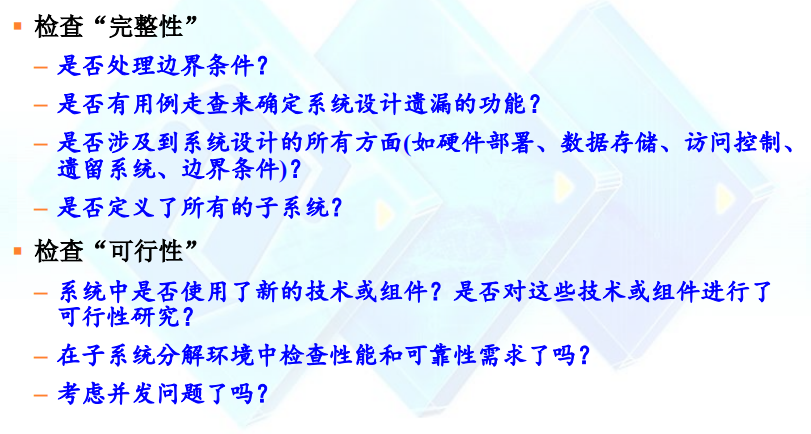 ▪ 检查“完整性”
– 是否处理边界条件？
– 是否有用例走查来确定系统设计遗漏的功能？
– 是否涉及到系统设计的所有方面(如硬件部署、数据存储、访问控制、
遗留系统、边界条件)？
– 是否定义了所有的子系统？
▪ 检查“可行性”
– 系统中是否使用了新的技术或组件？是否对这些技术或组件进行了
可行性研究？
– 在子系统分解环境中检查性能和可靠性需求了吗？
– 考虑并发问题了吗？